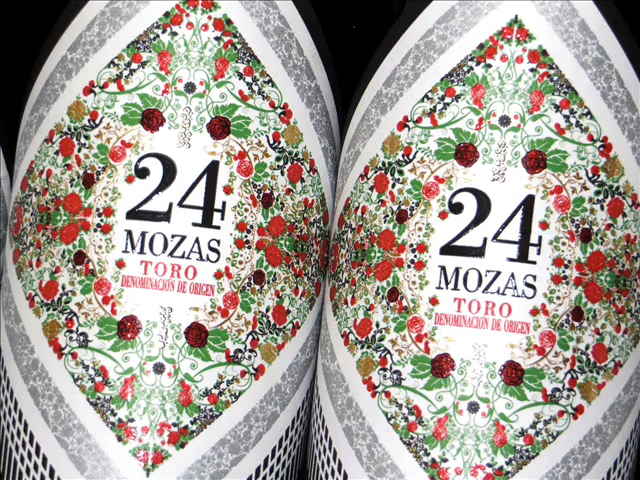 24
MOZAS
TORO
DENOMINACIÓN DE ORIGEN
24
MOZAS
TORO
DENOMINACIÓN DE ORIGEN